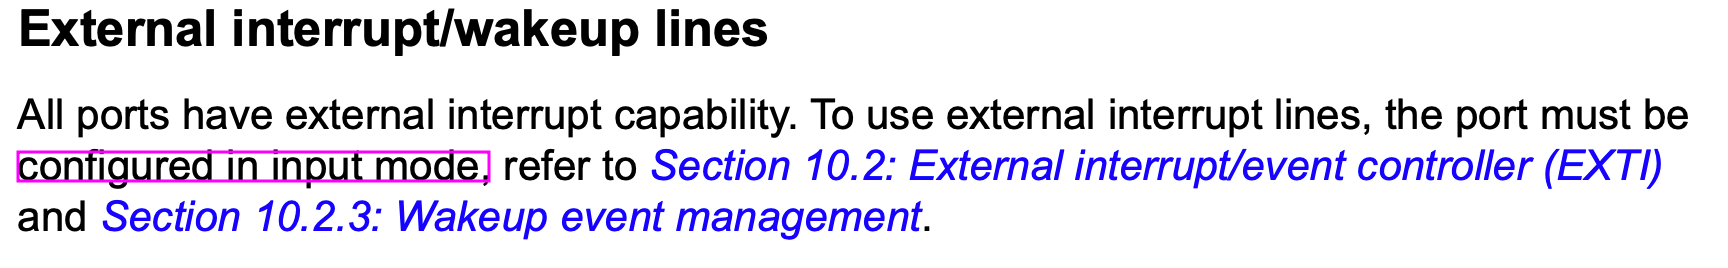 External interrupt/wakeup lines
All ports have external interrupt capability. To use external interrupt lines, the port must be
configured in input mode, refer to Section 10.2: External interrupt/event controller (EXTI)
and Section 10.2.3: Wakeup event management.